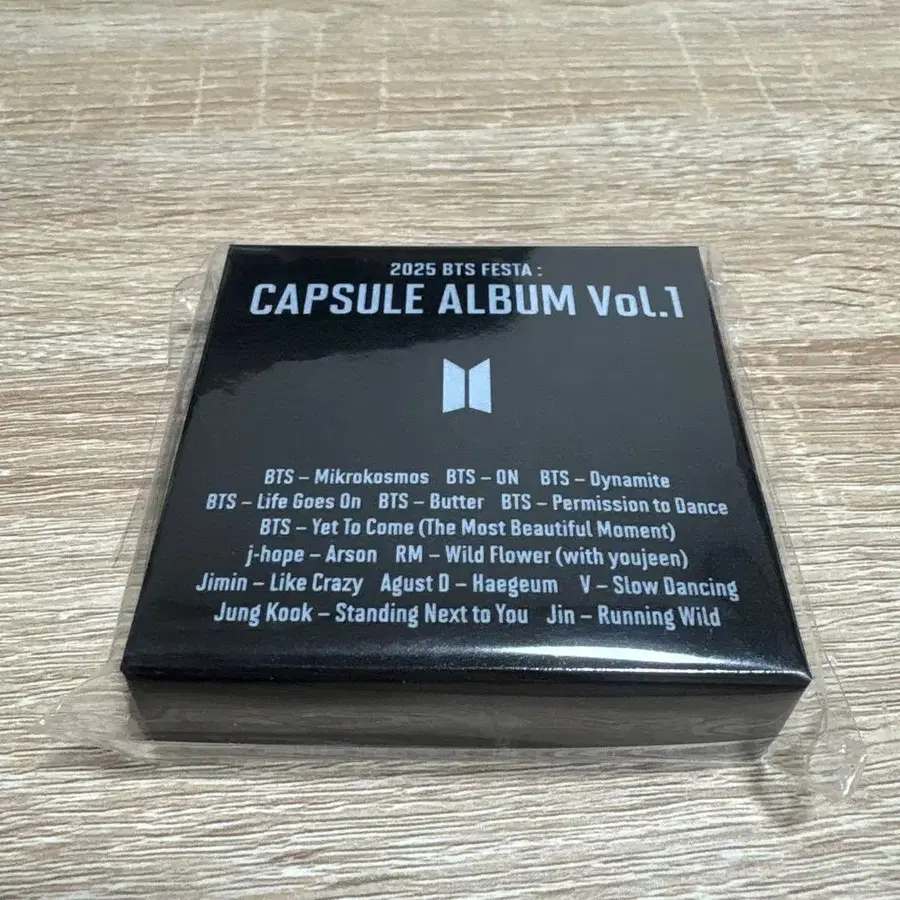 2025 BTS FESTA :
CAPSULE ALBUM Vol.1
BTS – Mikrokosmos BTS – ON BTS – Dynamite
BTS – Life Goes On BTS – Butter BTS – Permission to Dance
BTS – Yet To Come (The Most Beautiful Moment)
j-hope – Arson RM – Wild Flower (with youjeen)
Jimin – Like Crazy Agust D – Haegeum V – Slow Dancing
Jung Kook – Standing Next to You Jin – Running Wild